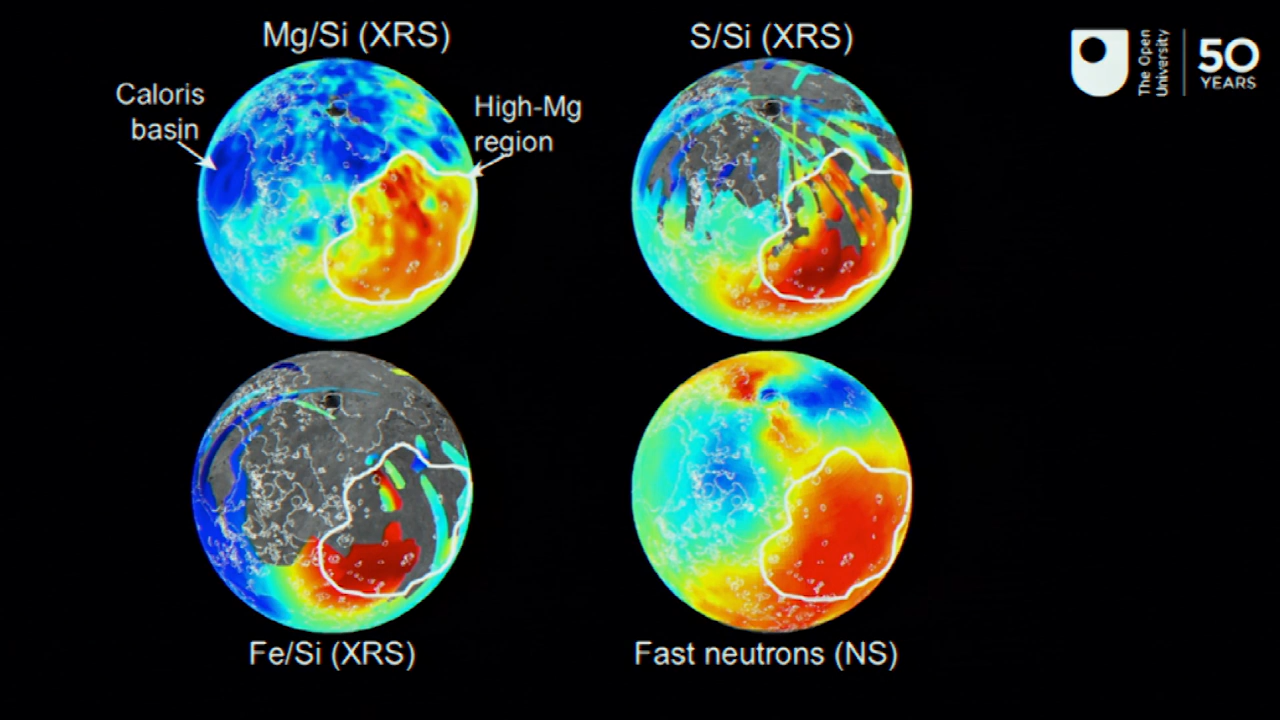 Mg/Si (XRS)
S/Si (XRS)
The Open
University
50
YEARS
Caloris
basin
High-Mg
region
Fe/Si (XRS)
Fast neutrons (NS)